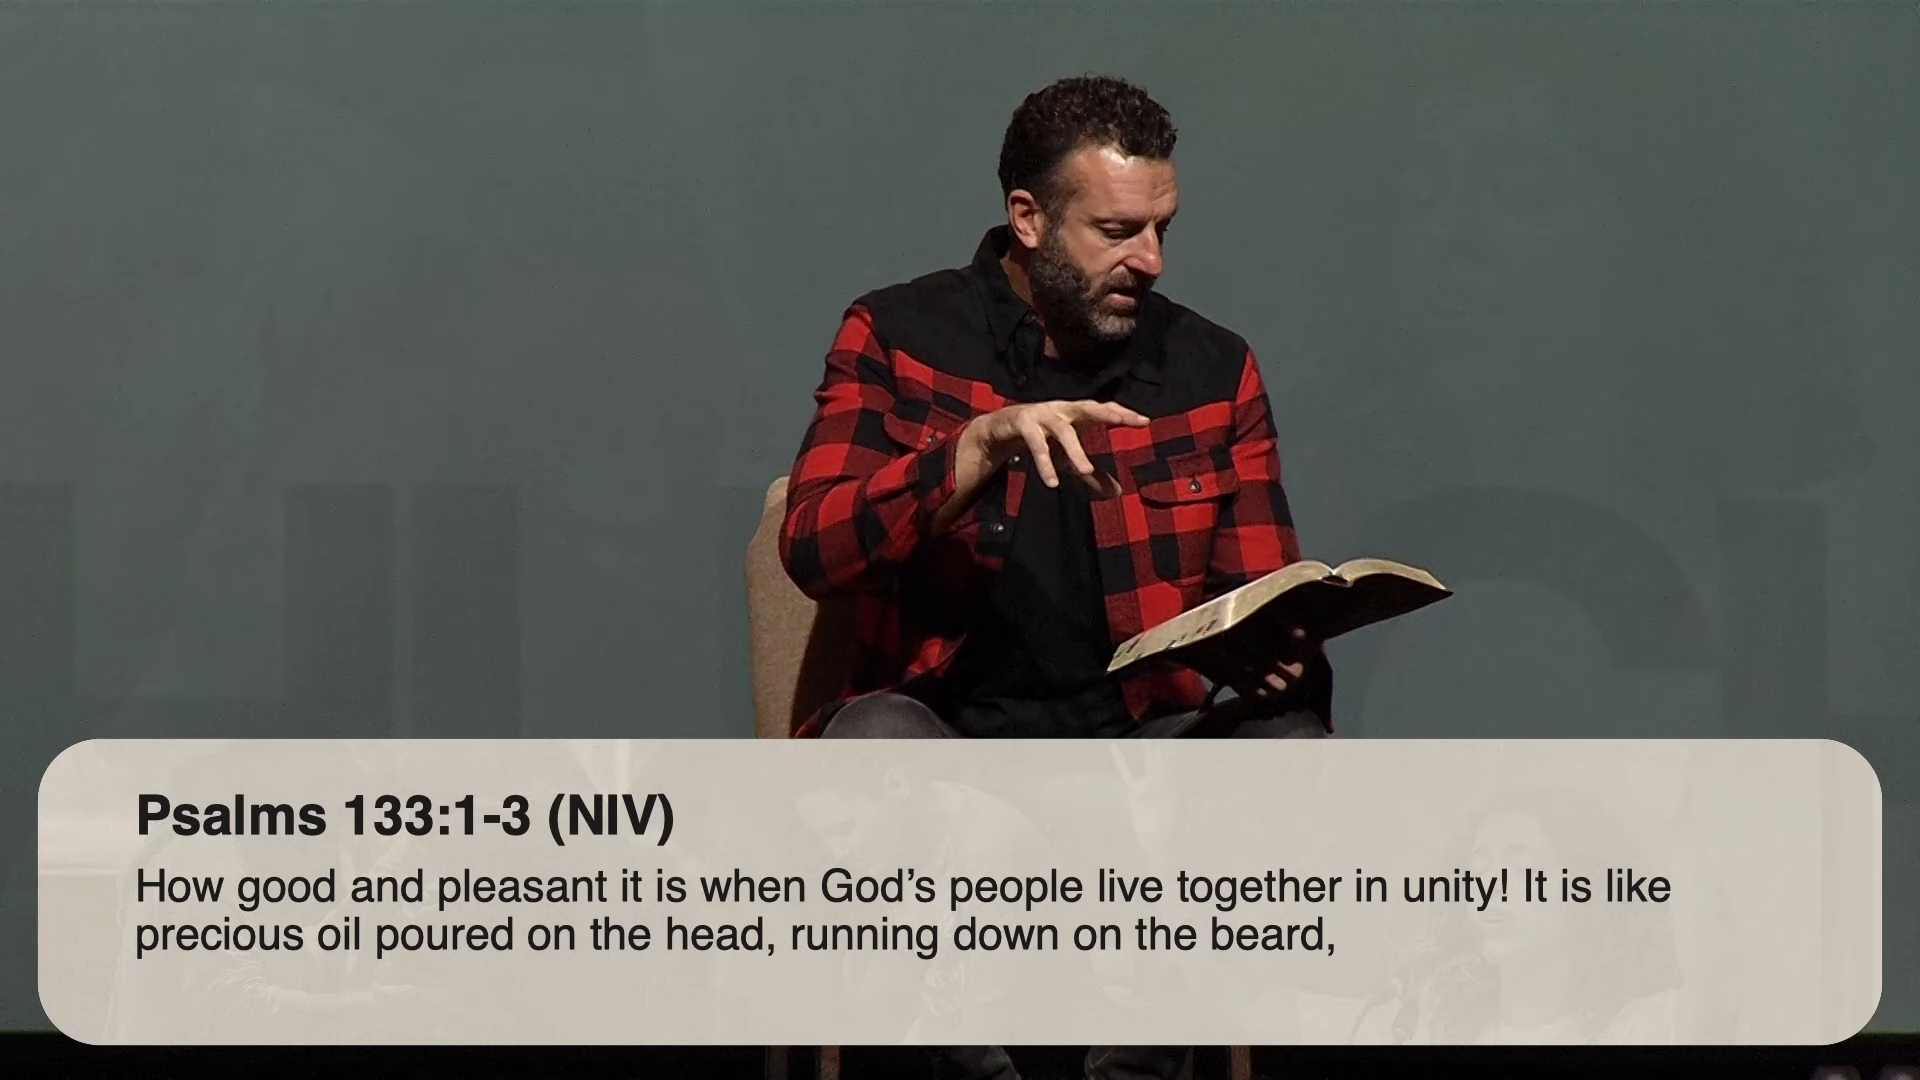 Psalms 133:1-3 (NIV)
How good and pleasant it is when God’s people live together in unity! It is like
precious oil poured on the head, running down on the beard,